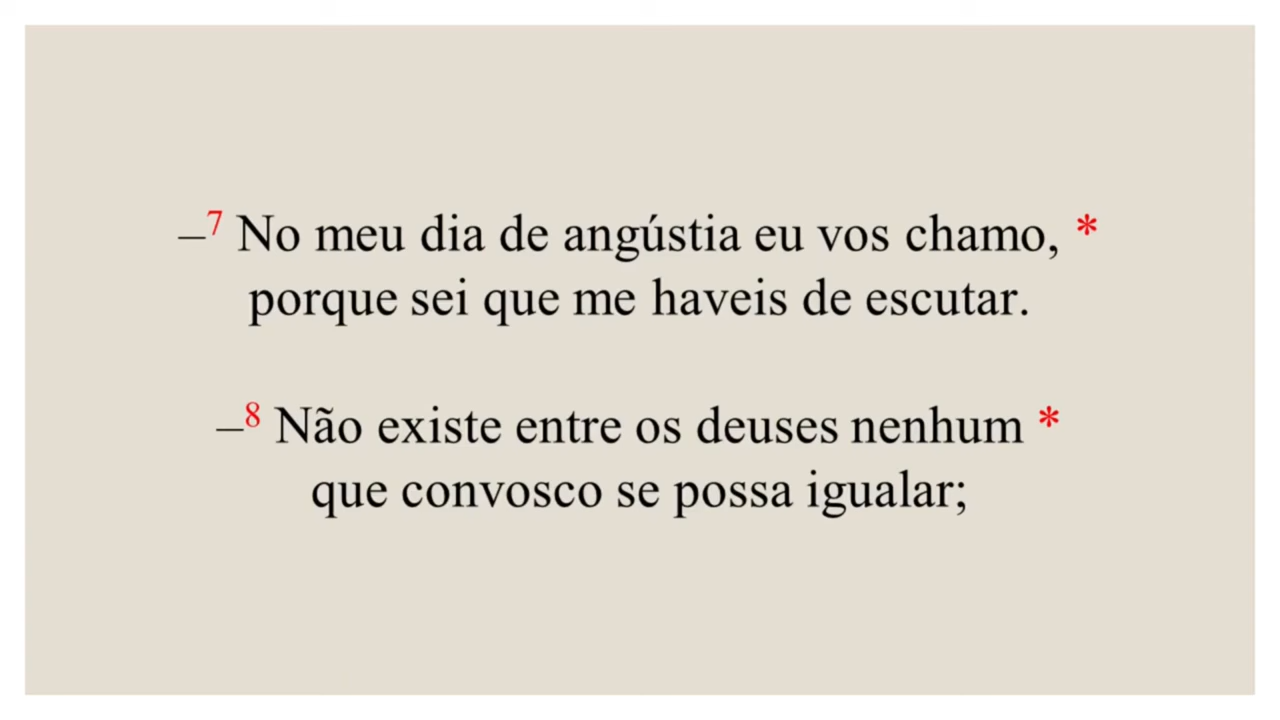 –7 No meu dia de angústia eu vos chamo, *
porque sei que me haveis de escutar.
–8 Não existe entre os deuses nenhum *
que convosco se possa igualar;